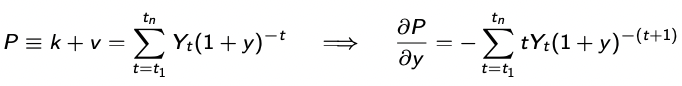 P ≡ k + v = ∑_{t=t_1}^{t_n} Y_t(1 + y)^{−t} ⟹ ∂P/∂y = − ∑_{t=t_1}^{t_n} tY_t(1 + y)^{−(t+1)}